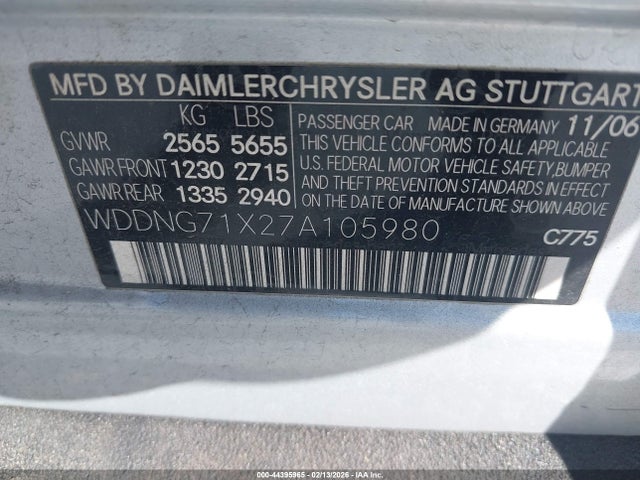 MFD BY DAIMLERCHRYSLER AG STUTTGART
KG LBS
GVWR 2565 5655
GAWR FRONT 1230 2715
GAWR REAR 1335 2940
PASSENGER CAR MADE IN GERMANY 11/06
THIS VEHICLE CONFORMS TO ALL APPLICABLE
U.S. FEDERAL MOTOR VEHICLE SAFETY, BUMPER
AND THEFT PREVENTION STANDARDS IN EFFECT
ON THE DATE OF MANUFACTURE SHOWN ABOVE.
WDDNG71X27A105980
C775
000-44395965 - 02/13/2026 - COPYRIGHT IAA, LLC.